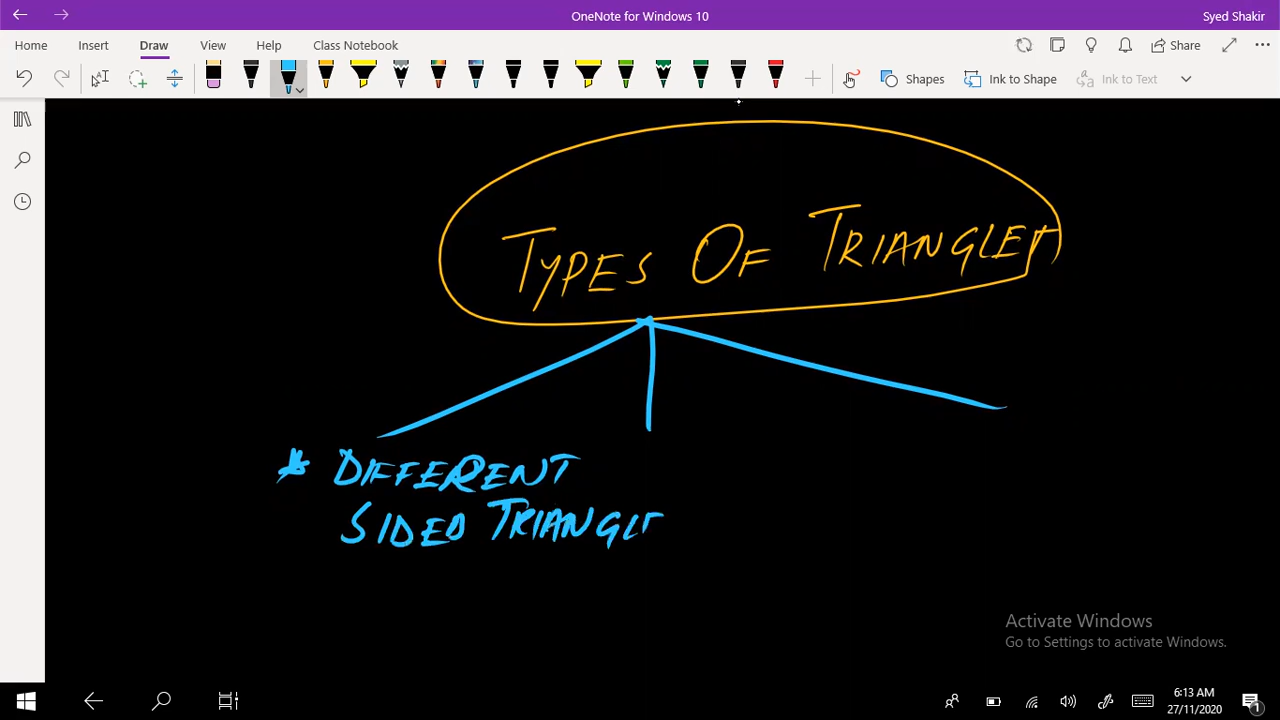 OneNote for Windows 10
Syed Shakir
Home Insert Draw View Help Class Notebook Share
Shapes Ink to Shape Ink to Text
TYPES OF TRIANGLES
* DIFFERENT
SIDED TRIANGLE
Activate Windows
Go to Settings to activate Windows.
6:13 AM
27/11/2020
1